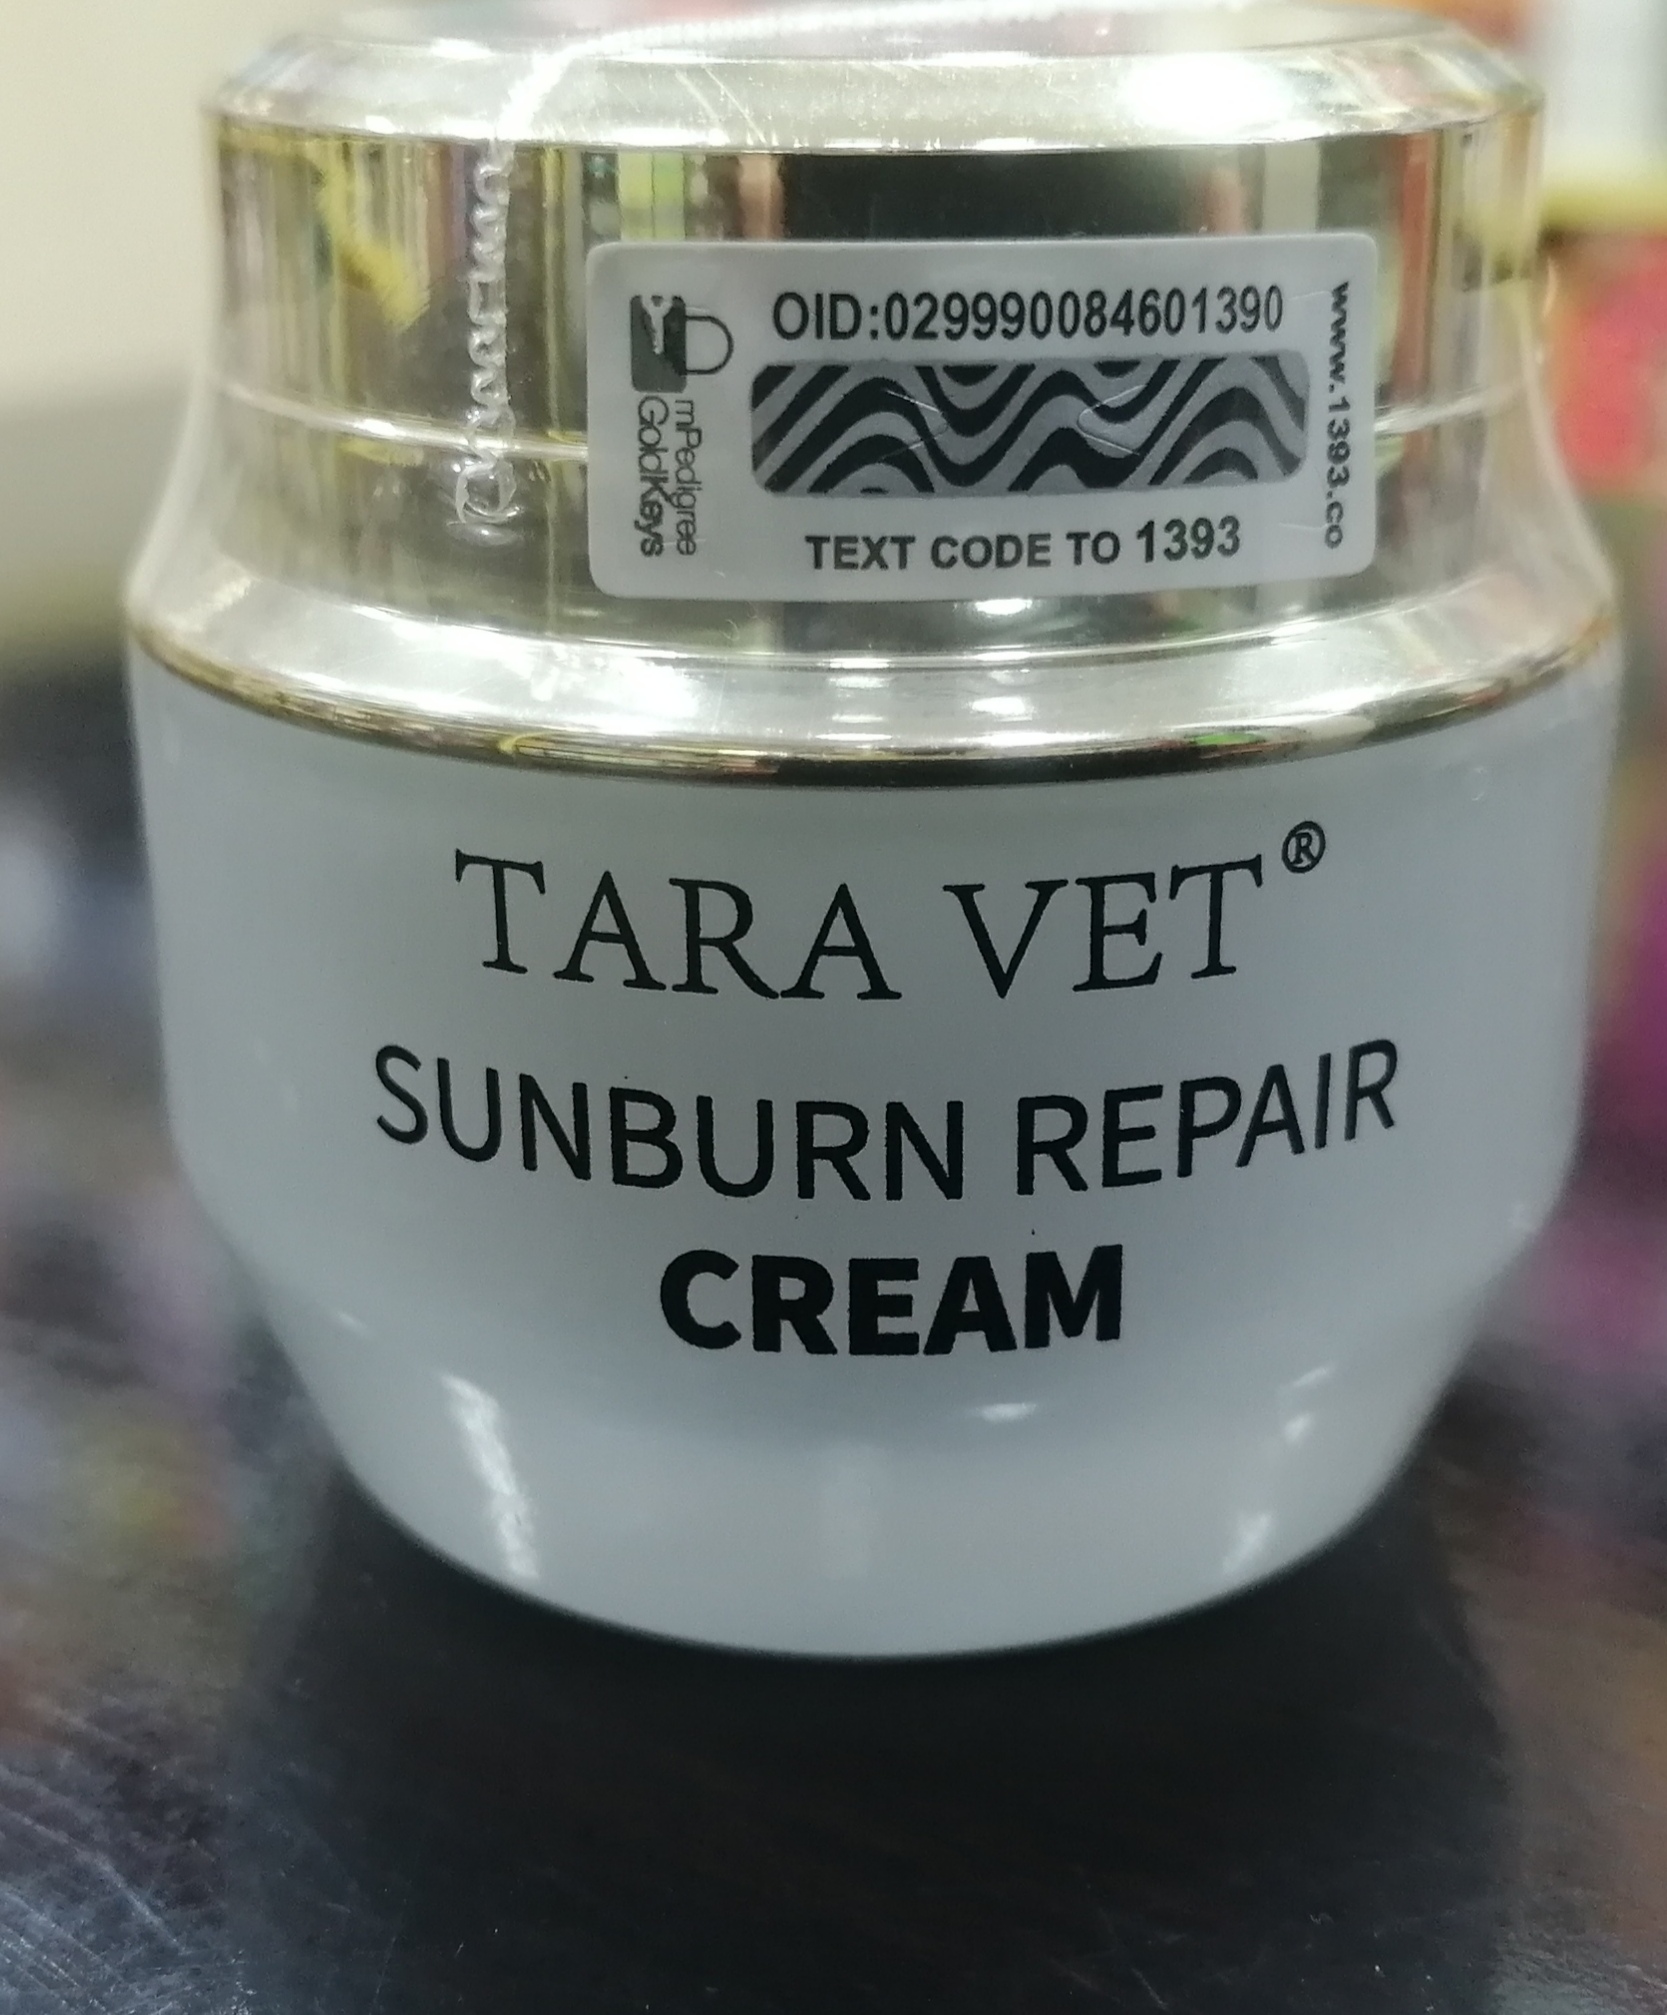 OID:029990084601390
mPedigree
GoldKeys
www.1393.co
TEXT CODE TO 1393
TARA VET®
SUNBURN REPAIR
CREAM